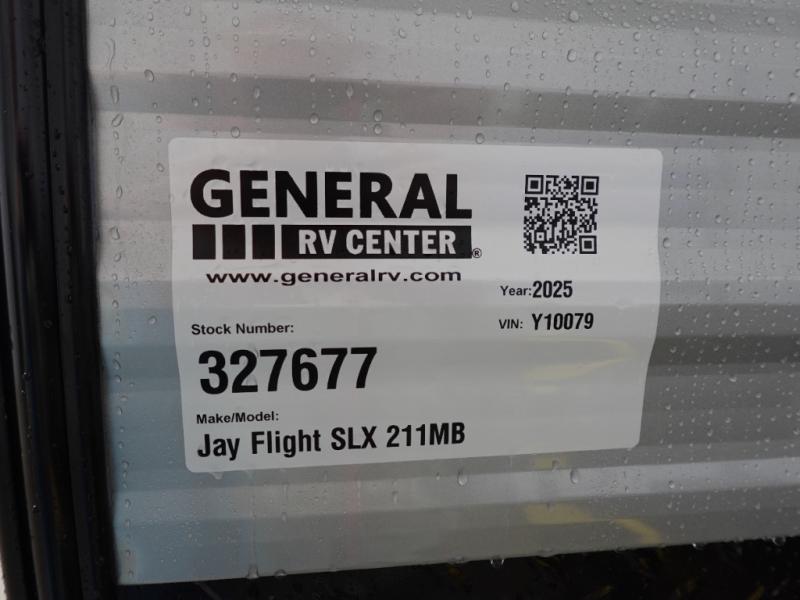 GENERAL
RV CENTER®
www.generalrv.com
Year: 2025
VIN: Y10079
Stock Number:
327677
Make/Model:
Jay Flight SLX 211MB